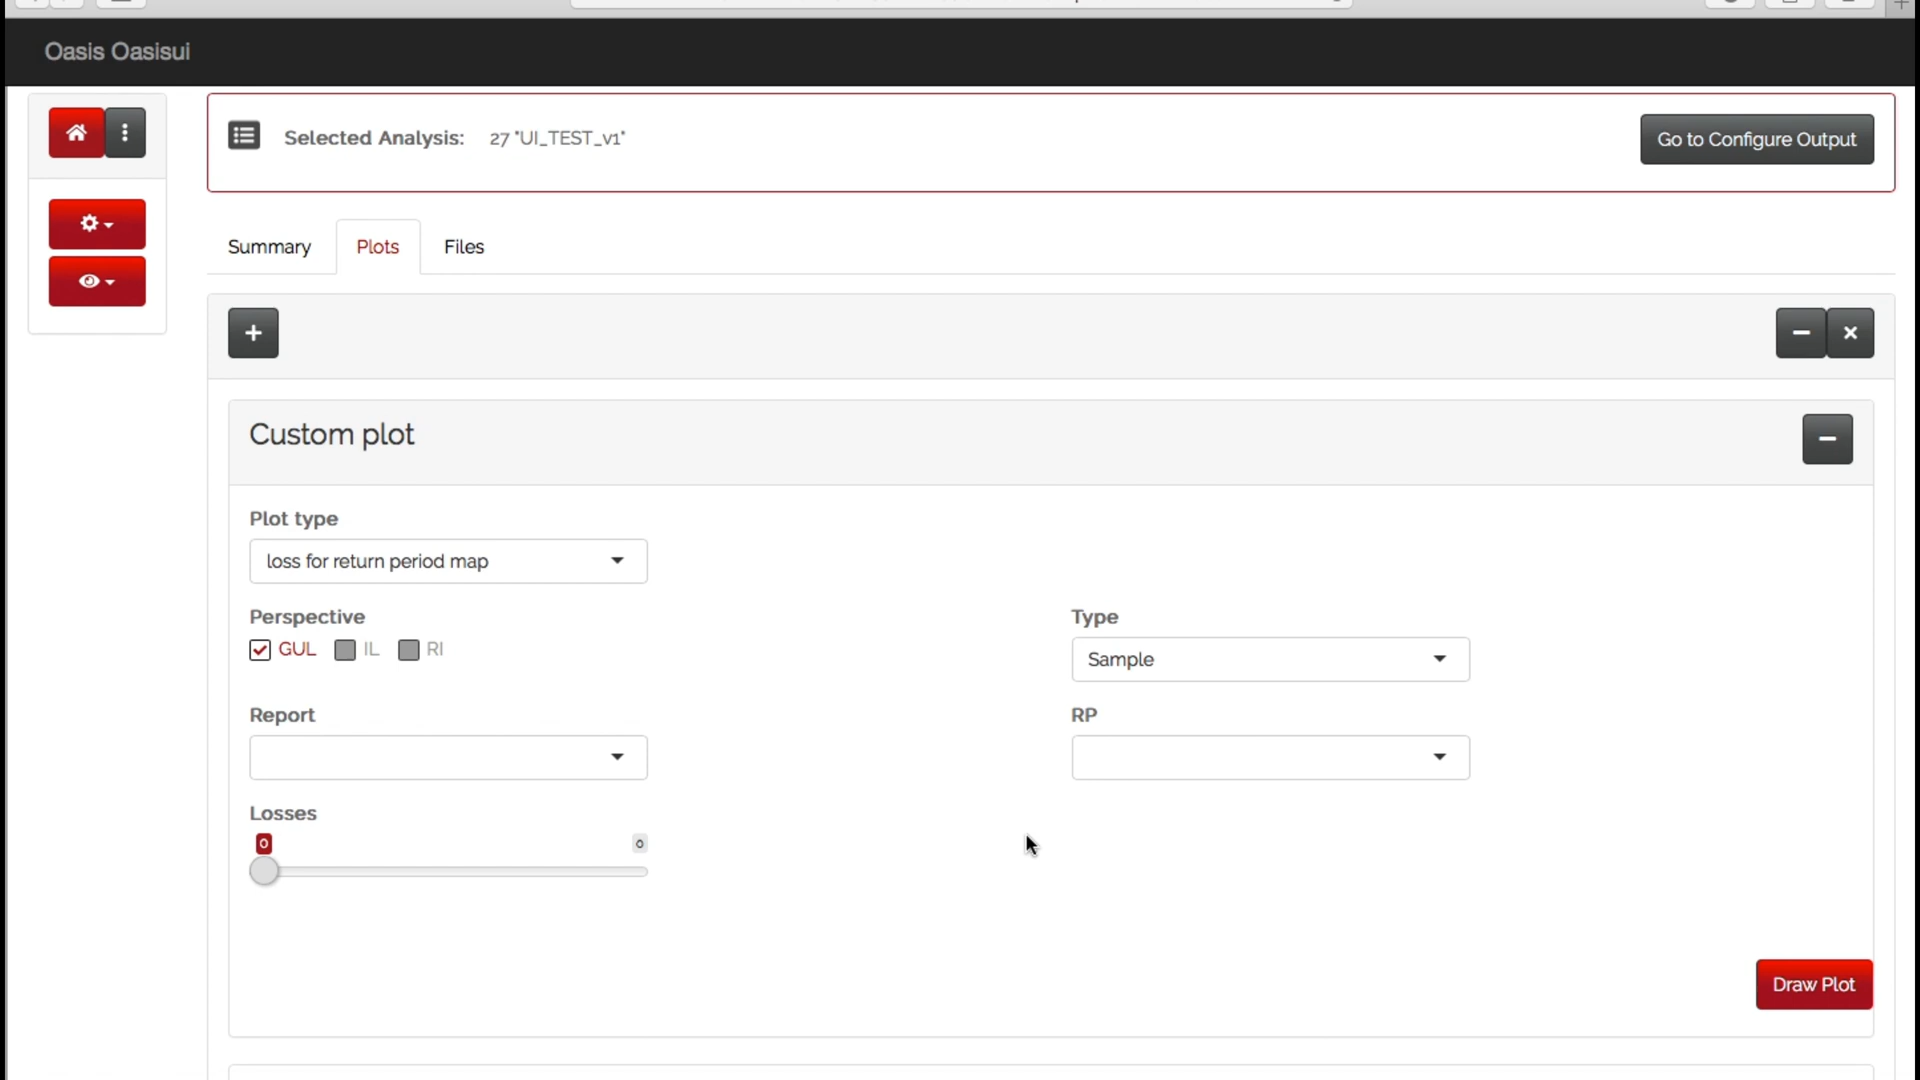 Oasis Oasisui
Selected Analysis: 27 "UI_TEST_v1"
Go to Configure Output
Summary Plots Files
Custom plot
Plot type
loss for return period map
Perspective
GUL IL RI
Type
Sample
Report
RP
Losses
0 0
Draw Plot